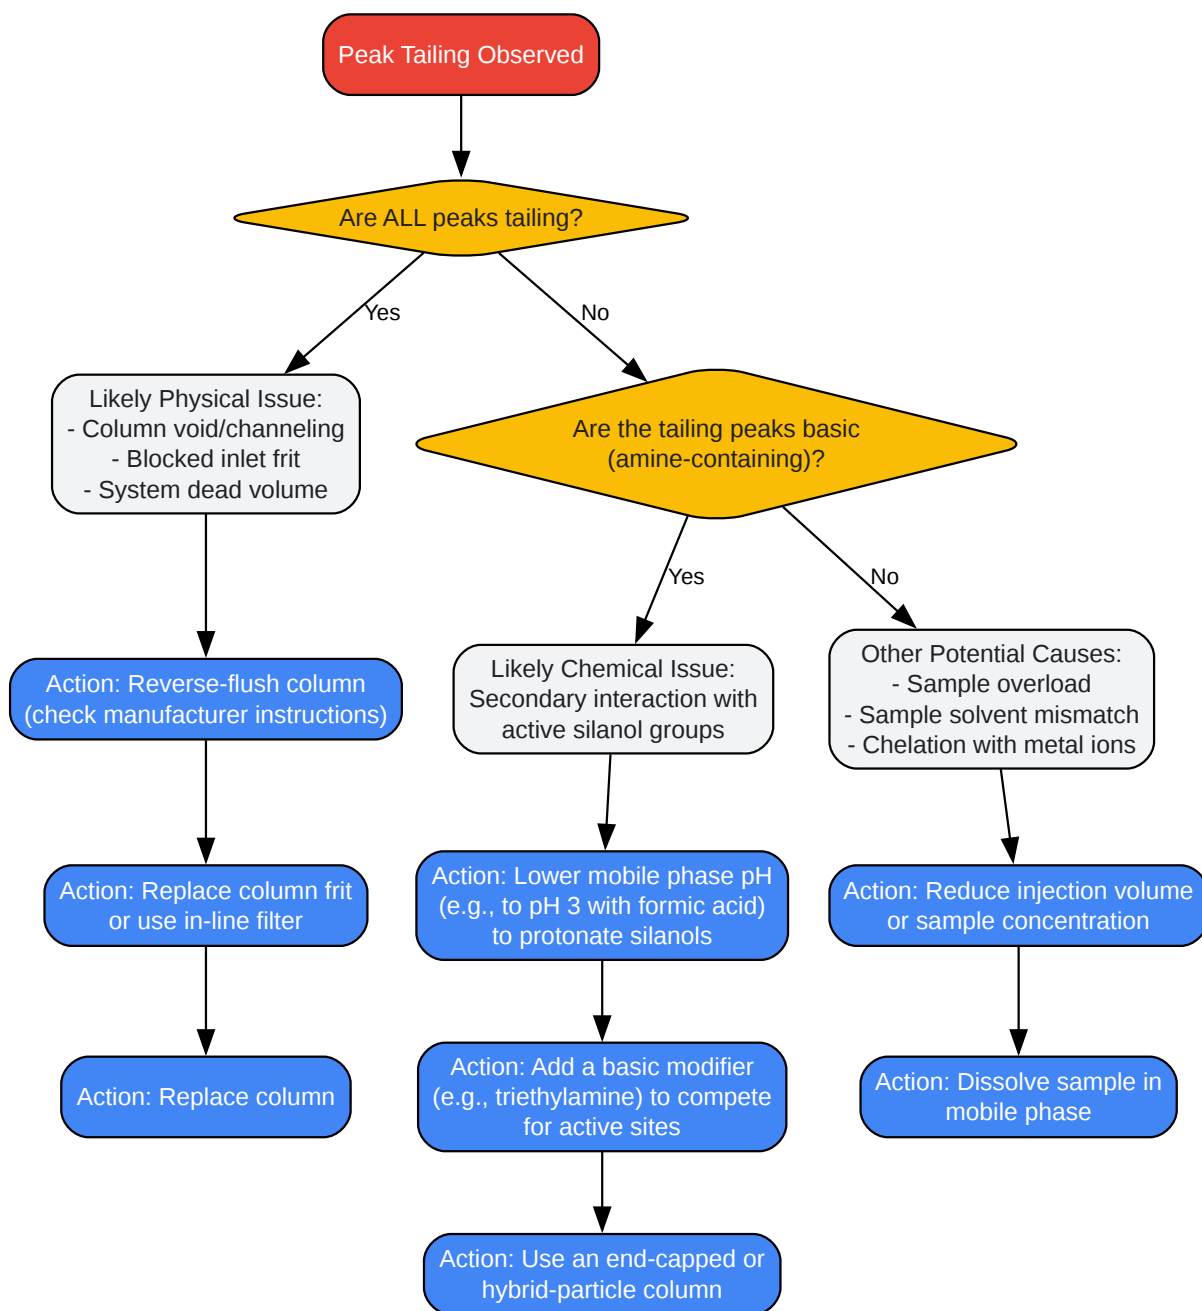 Peak Tailing Observed
Are ALL peaks tailing?
Yes
No
Likely Physical Issue:
- Column void/channeling
- Blocked inlet frit
- System dead volume
Are the tailing peaks basic
(amine-containing)?
Yes
No
Action: Reverse-flush column
(check manufacturer instructions)
Likely Chemical Issue:
Secondary interaction with
active silanol groups
Other Potential Causes:
- Sample overload
- Sample solvent mismatch
- Chelation with metal ions
Action: Replace column frit
or use in-line filter
Action: Lower mobile phase pH
(e.g., to pH 3 with formic acid)
to protonate silanols
Action: Reduce injection volume
or sample concentration
Action: Replace column
Action: Add a basic modifier
(e.g., triethylamine) to compete
for active sites
Action: Dissolve sample in
mobile phase
Action: Use an end-capped or
hybrid-particle column